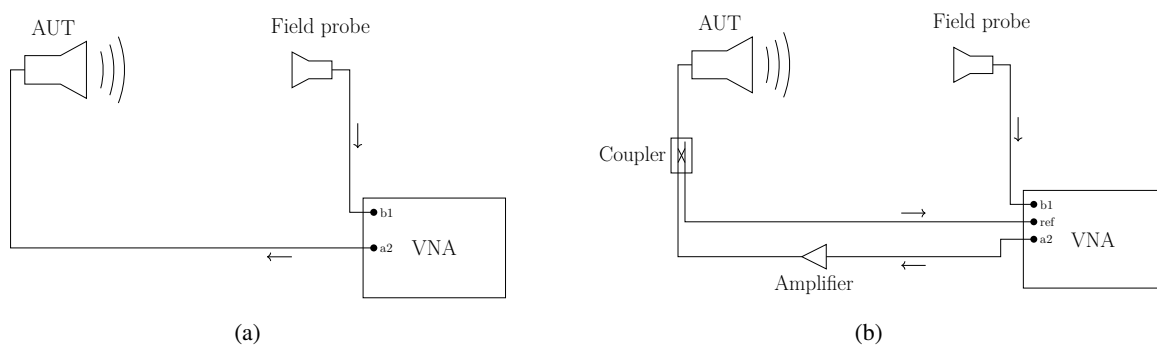 AUT
Field probe
b1
a2
VNA
(a)
AUT
Field probe
Coupler
b1
ref
a2
VNA
Amplifier
(b)